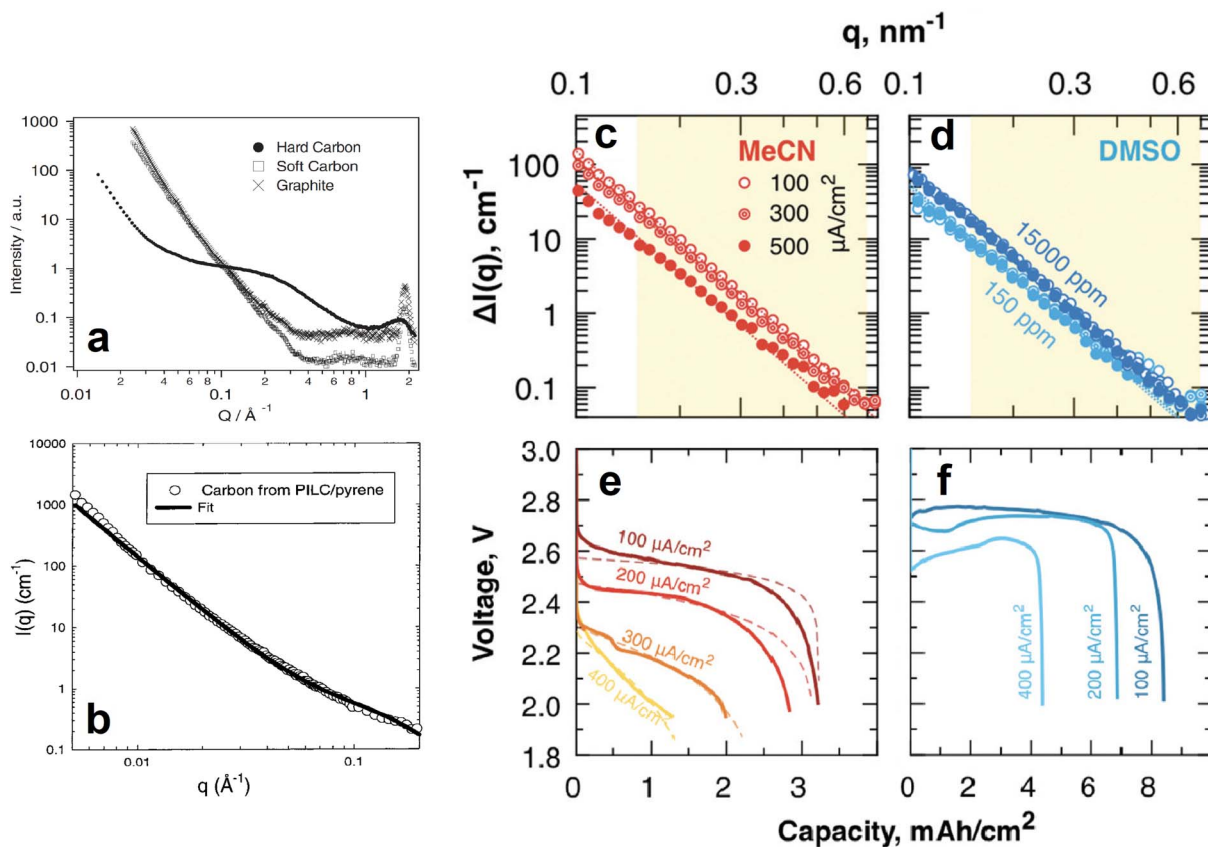 a
Intensity / a.u.
1000
100
10
1
0.1
0.01
Hard Carbon
Soft Carbon
Graphite
0.01
2
4
6
8
0.1
2
4
6
8
1
2
Q / Å⁻¹
b
I(q) (cm⁻¹)
10000
1000
100
10
1
0.1
Carbon from PILC/pyrene
Fit
0.01
0.1
q (Å⁻¹)
q, nm⁻¹
0.1 0.3 0.6
0.1 0.3 0.6
c
ΔI(q), cm⁻¹
100
10
1
0.1
MeCN
100
300
500
μA/cm²
d
DMSO
15000 ppm
150 ppm
e
Voltage, V
3.0
2.8
2.6
2.4
2.2
2.0
1.8
100 μA/cm²
200 μA/cm²
300 μA/cm²
400 μA/cm²
0 1 2 3
f
400 μA/cm²
200 μA/cm²
100 μA/cm²
0 2 4 6 8
Capacity, mAh/cm²